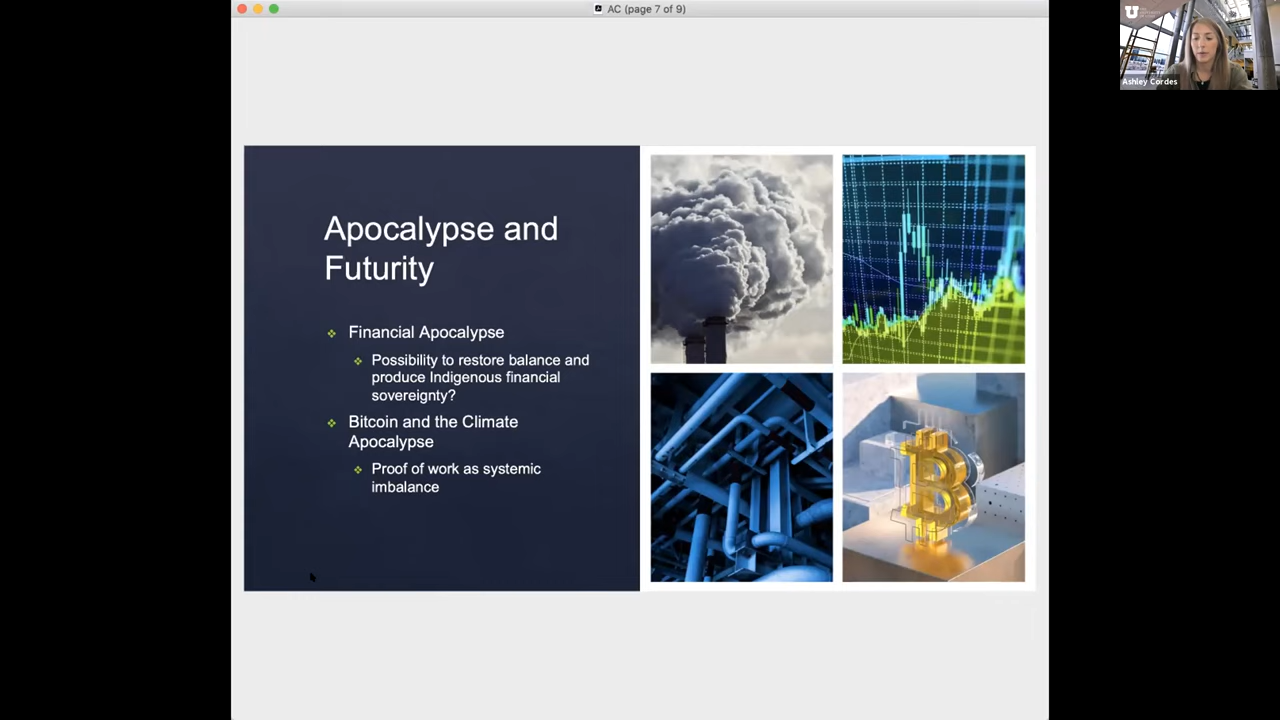 AC (page 7 of 9)
U
Ashley Cordes
Apocalypse and
Futurity
Financial Apocalypse
Possibility to restore balance and
produce Indigenous financial
sovereignty?
Bitcoin and the Climate
Apocalypse
Proof of work as systemic
imbalance